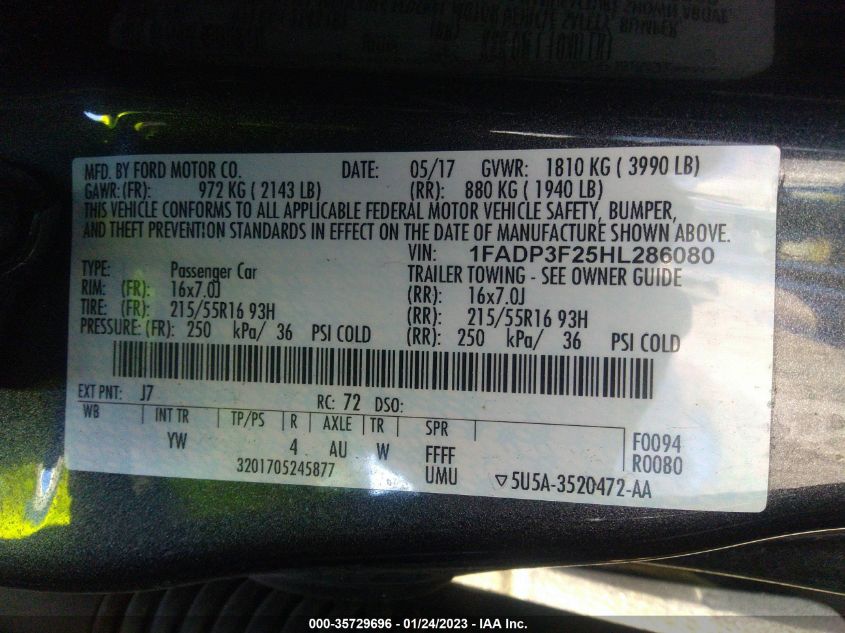 MFD. BY FORD MOTOR CO. DATE: 05/17 GVWR: 1810 KG ( 3990 LB)
GAWR: (FR): 972 KG ( 2143 LB) (RR): 880 KG ( 1940 LB)
THIS VEHICLE CONFORMS TO ALL APPLICABLE FEDERAL MOTOR VEHICLE SAFETY, BUMPER,
AND THEFT PREVENTION STANDARDS IN EFFECT ON THE DATE OF MANUFACTURE SHOWN ABOVE.
VIN: 1FADP3F25HL286080
TYPE: Passenger Car TRAILER TOWING - SEE OWNER GUIDE
RIM: (FR): 16x7.0J (RR): 16x7.0J
TIRE: (FR): 215/55R16 93H (RR): 215/55R16 93H
PRESSURE: (FR): 250 kPa/ 36 PSI COLD (RR): 250 kPa/ 36 PSI COLD
EXT PNT: J7 RC: 72 DSO:
WB INT TR TP/PS R AXLE TR SPR
YW 4 AU W FFFF F0094
3201705245877 UMU R0080
▽5U5A-3520472-AA
000-35729696 - 01/24/2023 - IAA Inc.